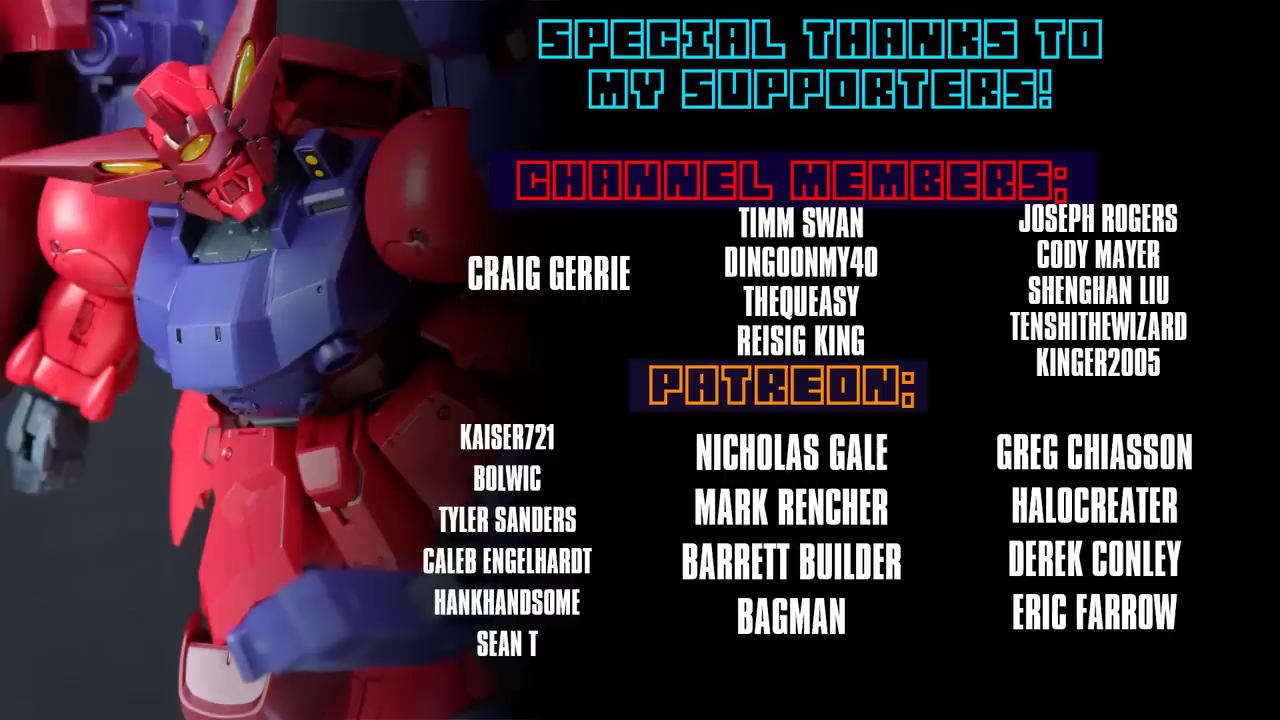 SPECIAL THANKS TO
MY SUPPORTERS!
CHANNEL MEMBERS:
CRAIG GERRIE
TIMM SWAN
DINGOONMY40
THEQUEASY
REISIG KING
JOSEPH ROGERS
CODY MAYER
SHENGHAN LIU
TENSHITHEWIZARD
KINGER2005
PATREON:
KAISER721
BOLWIC
TYLER SANDERS
CALEB ENGELHARDT
HANKHANDSOME
SEAN T
NICHOLAS GALE
MARK RENCHER
BARRETT BUILDER
BAGMAN
GREG CHIASSON
HALOCREATER
DEREK CONLEY
ERIC FARROW